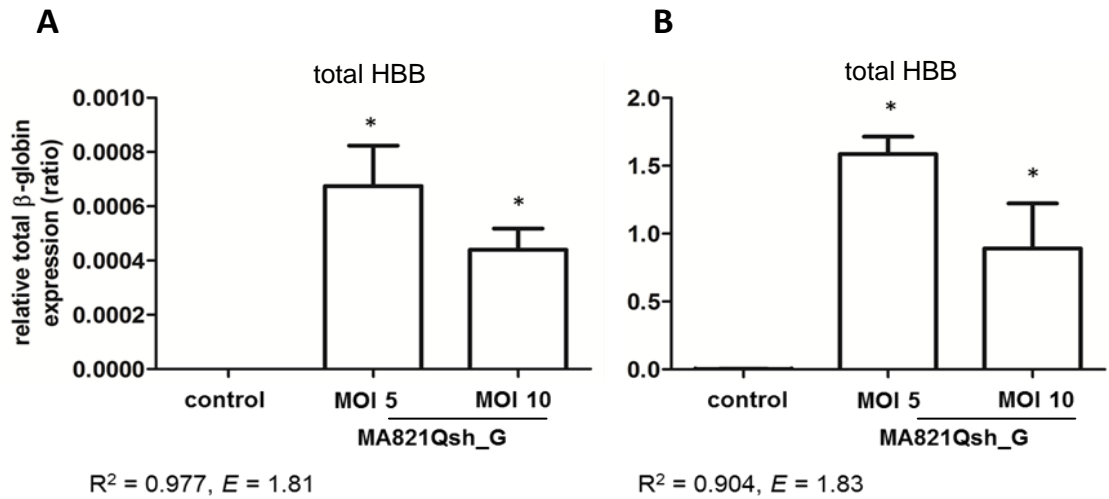 A
total HBB
relative total β-globin
expression (ratio)
0.0010
0.0008
0.0006
0.0004
0.0002
0.0000
*
*
control
MOI 5
MOI 10
MA821Qsh_G
R² = 0.977, E = 1.81
B
total HBB
2.0
1.5
1.0
0.5
0.0
*
*
control
MOI 5
MOI 10
MA821Qsh_G
R² = 0.904, E = 1.83